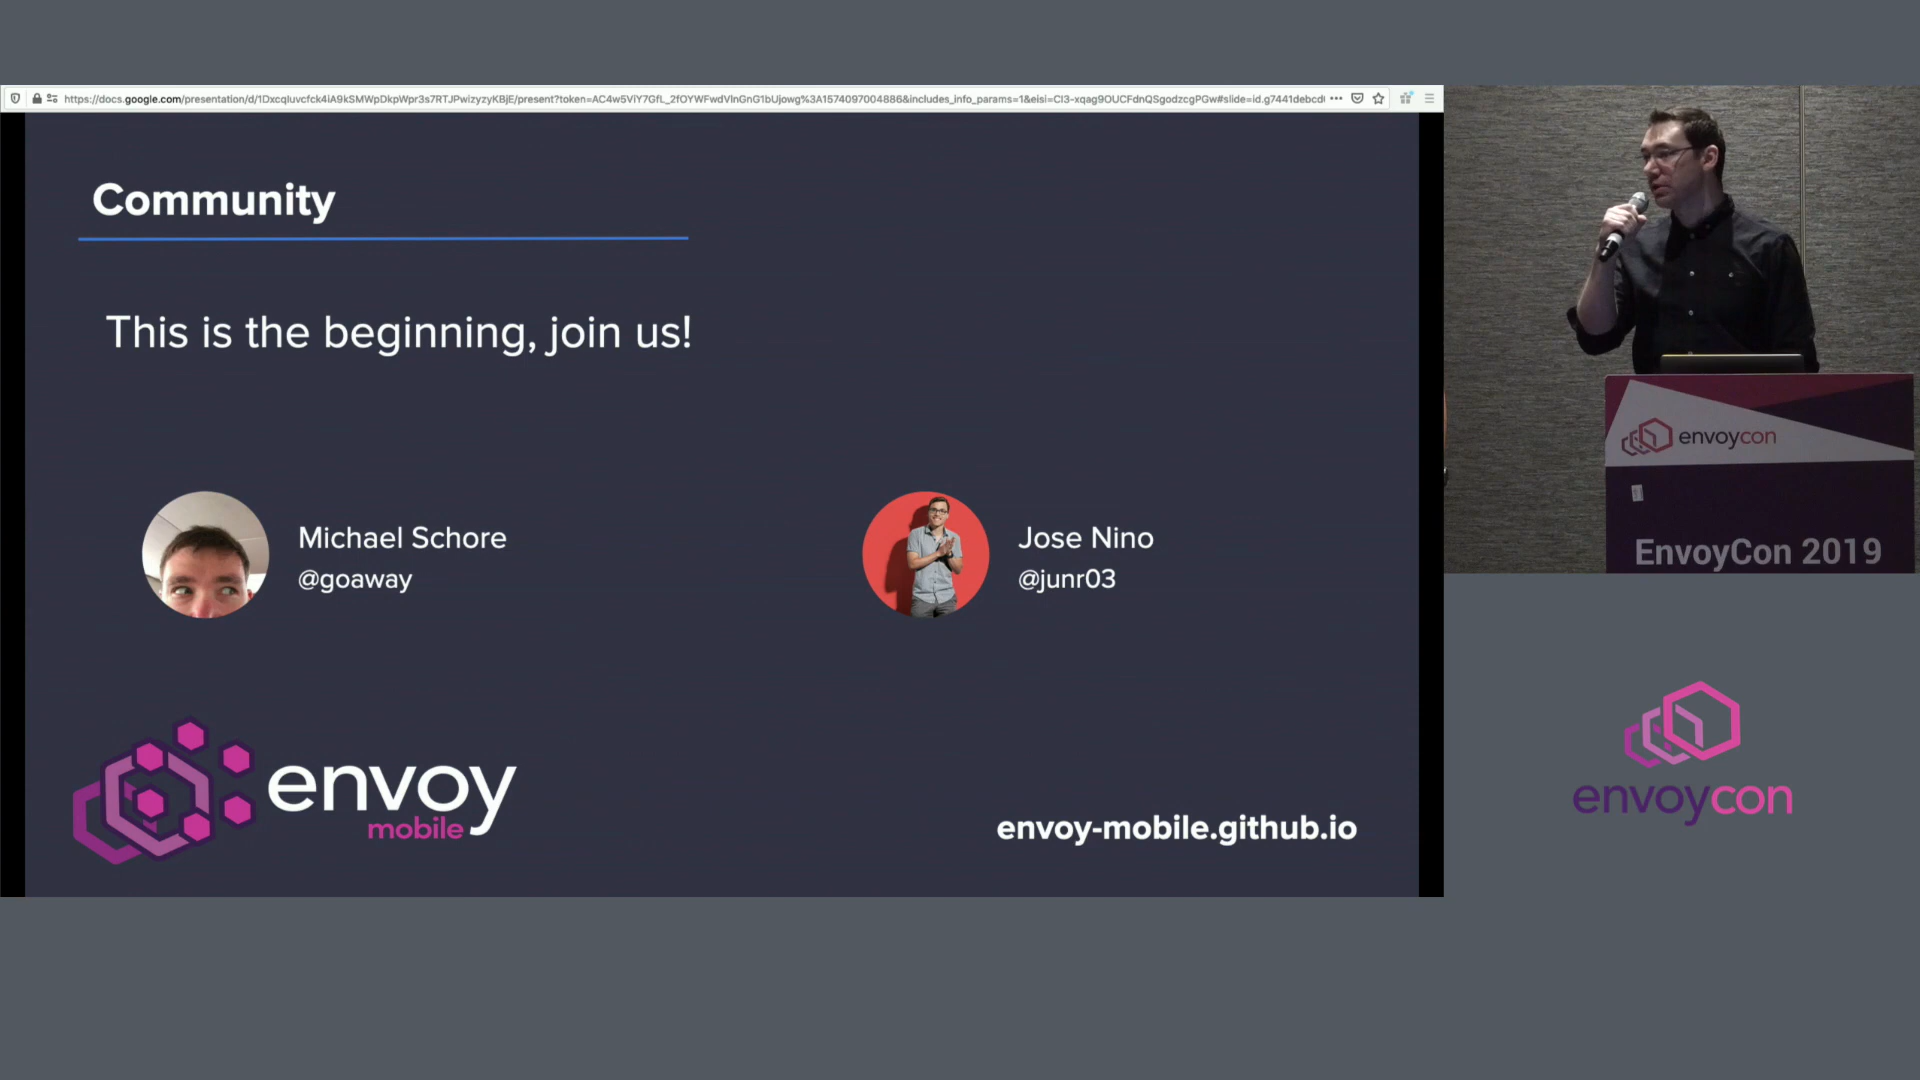 Community
This is the beginning, join us!
Michael Schore
@goaway
Jose Nino
@junr03
envoy
mobile
envoy-mobile.github.io
envoycon
EnvoyCon 2019
envoycon